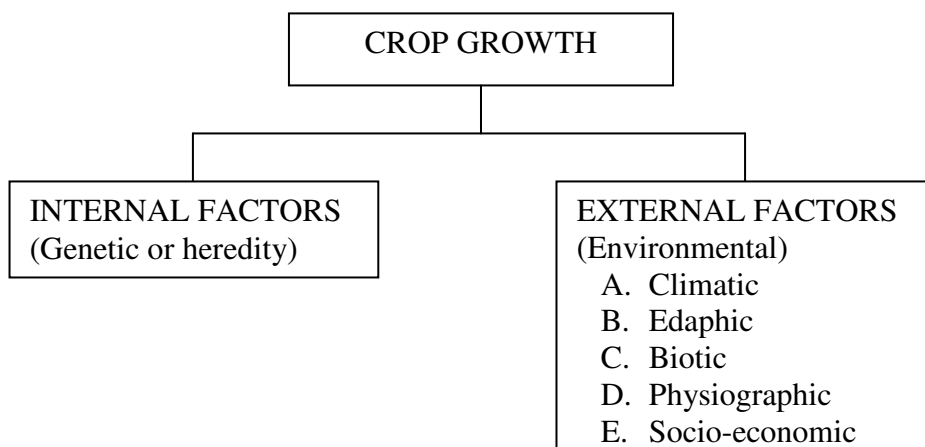 CROP GROWTH
INTERNAL FACTORS
(Genetic or heredity)
EXTERNAL FACTORS
(Environmental)
A. Climatic
B. Edaphic
C. Biotic
D. Physiographic
E. Socio-economic